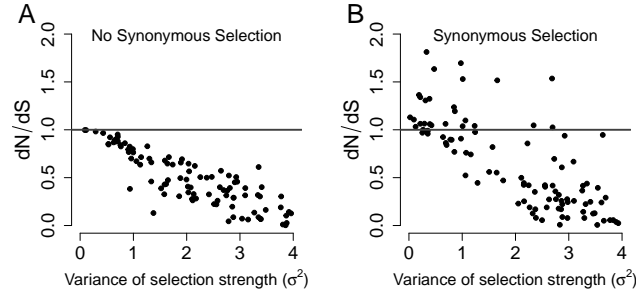 A
No Synonymous Selection
dN/dS
2.0
1.5
1.0
0.5
0.0
0 1 2 3 4
Variance of selection strength (σ²)
B
Synonymous Selection
dN/dS
2.0
1.5
1.0
0.5
0.0
0 1 2 3 4
Variance of selection strength (σ²)